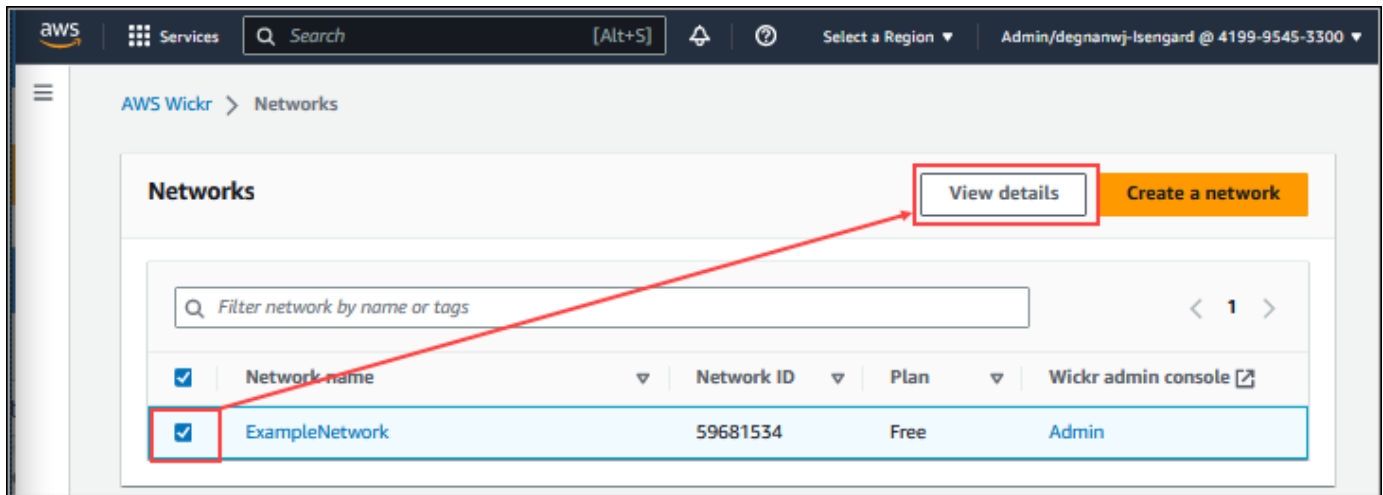 aws Services Search [Alt+S] Select a Region ▼ Admin/degnanwj-Isengard @ 4199-9545-3300 ▼
AWS Wickr > Networks
Networks View details Create a network
Filter network by name or tags < 1 >
Network name Network ID Plan Wickr admin console
ExampleNetwork 59681534 Free Admin